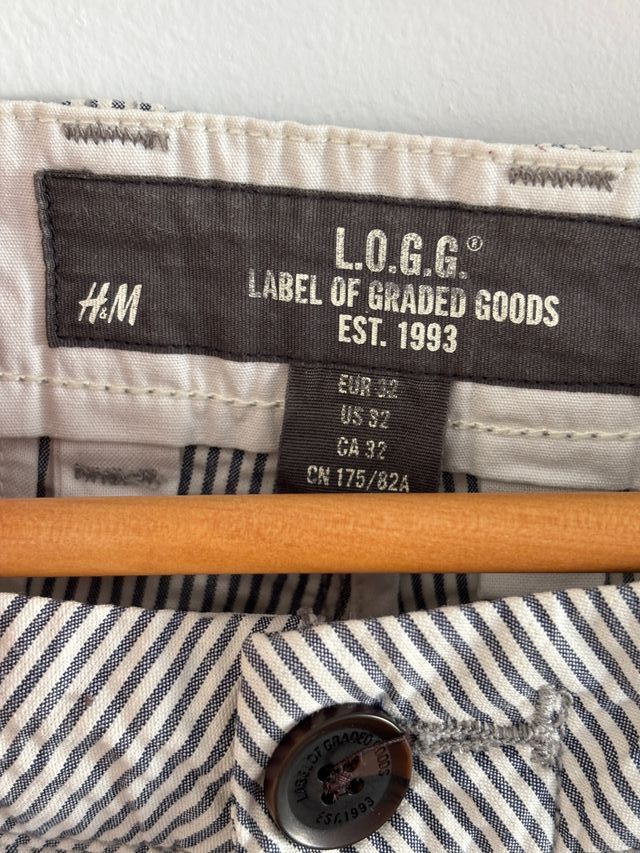 L.O.G.G.®
LABEL OF GRADED GOODS
EST. 1993
H&M
EUR 32
US 32
CA 32
CN 175/82A
LABEL OF GRADED GOODS
EST.1993